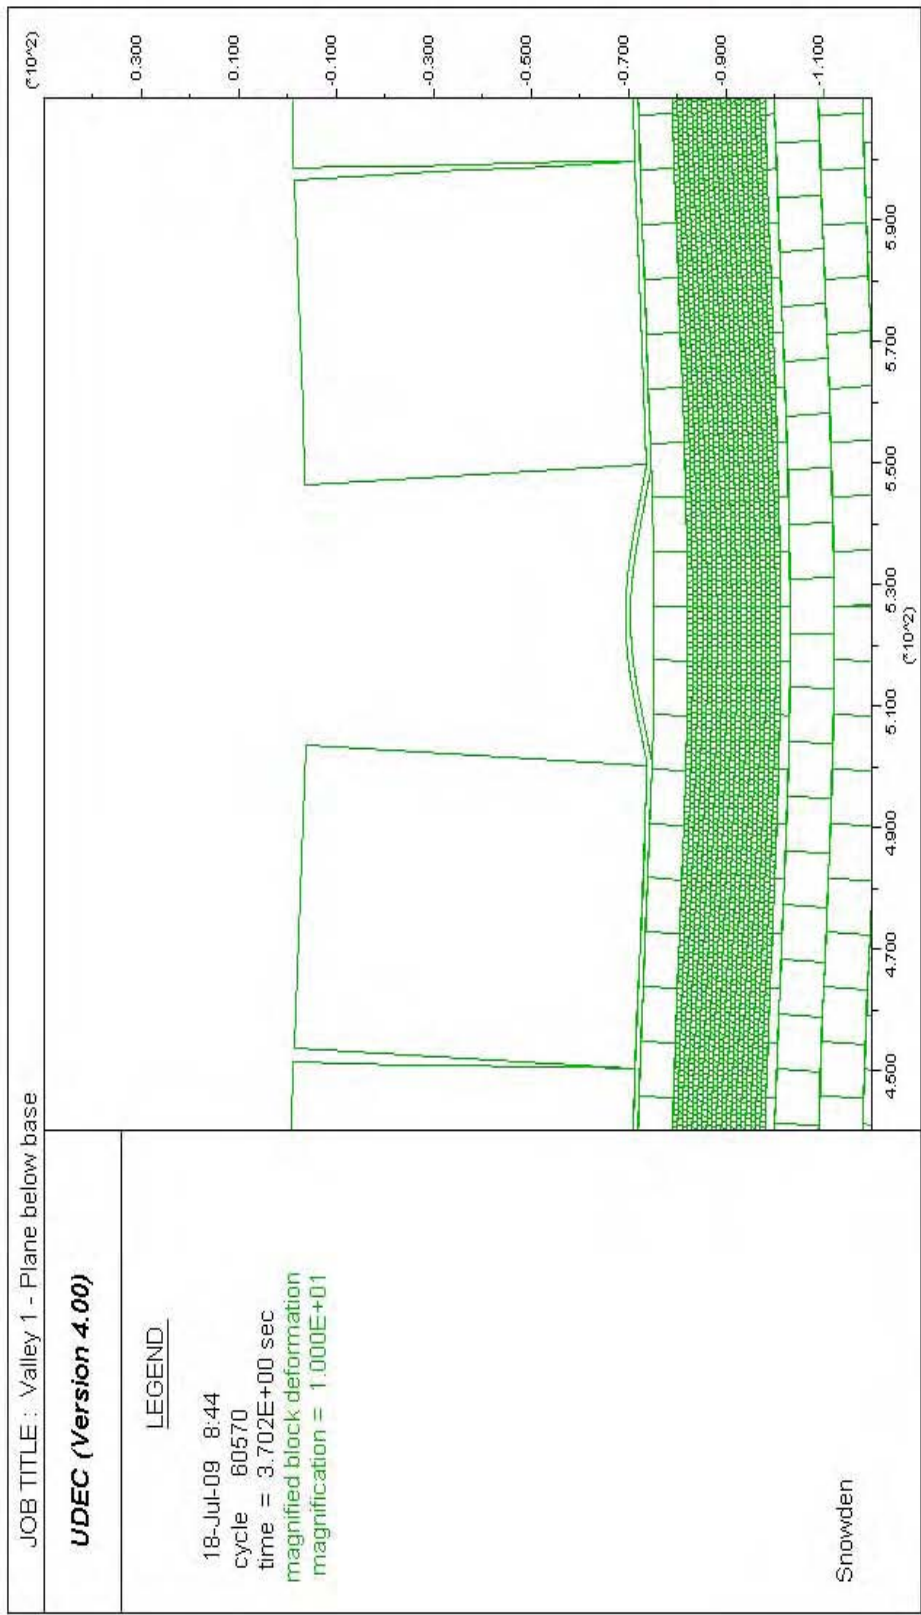 JOB TITLE : Valley 1 - Plane below base
UDEC (Version 4.00)
LEGEND
18-Jul-09 8:44
cycle 60570
time = 3.702E+00 sec
magnified block deformation
magnification = 1.000E+01
Snowden
(*10^2)
0.300
0.100
-0.100
-0.300
-0.500
-0.700
-0.900
-1.100
4.500
4.700
4.900
5.100
5.300
5.500
5.700
5.900
(*10^2)